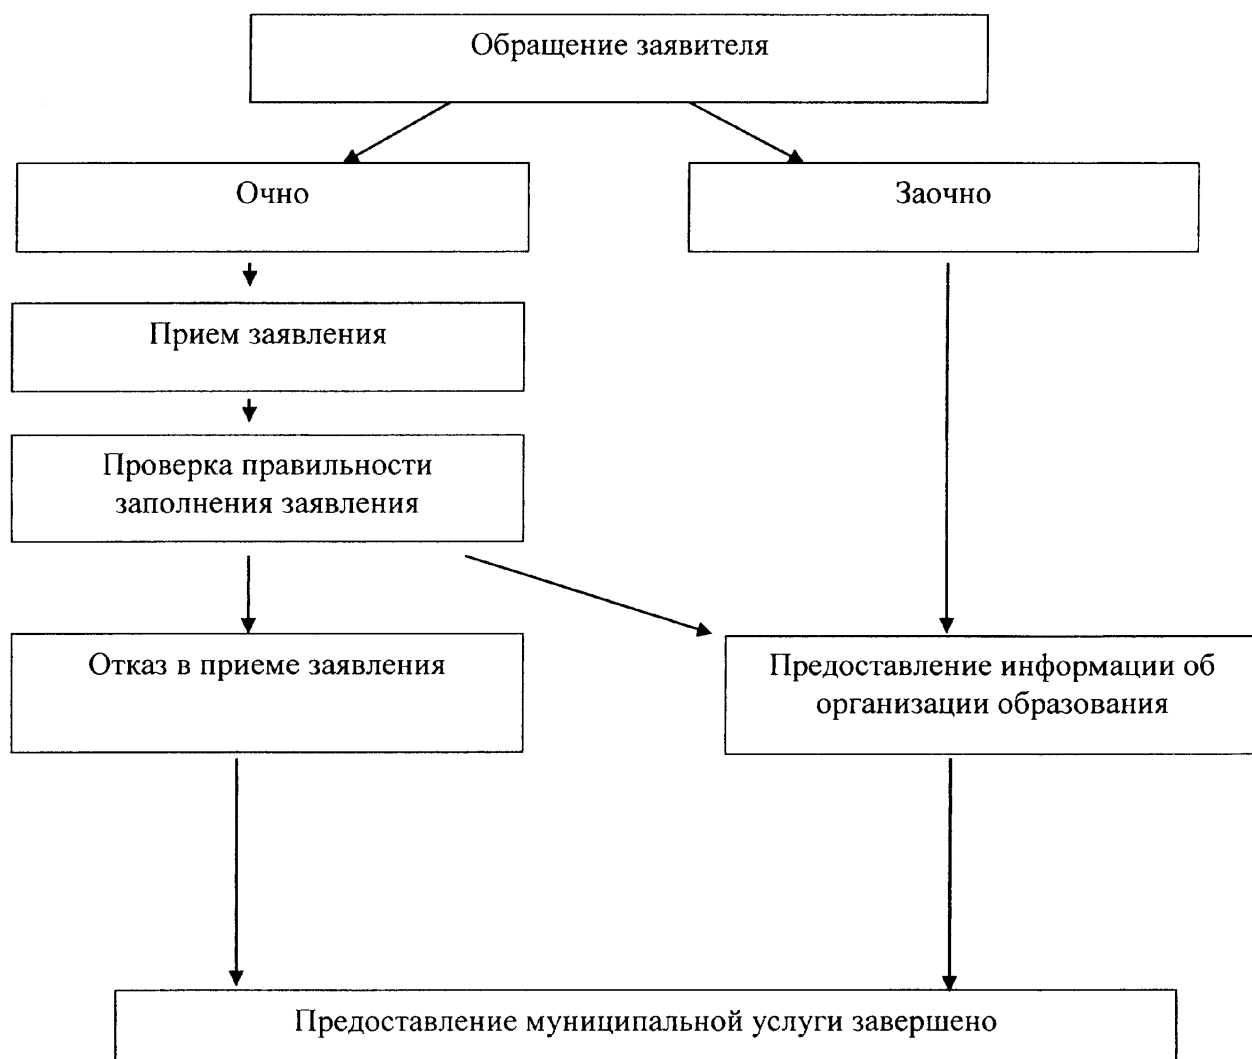 Обращение заявителя
Очно
Заочно
Прием заявления
Проверка правильности
заполнения заявления
Отказ в приеме заявления
Предоставление информации об
организации образования
Предоставление муниципальной услуги завершено